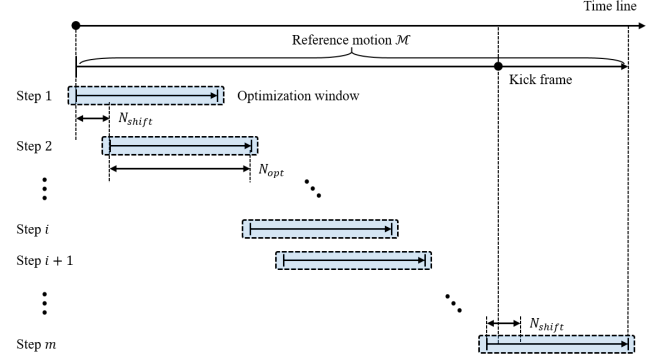 Time line
Reference motion ℳ
Kick frame
Step 1
Optimization window
N_shift
Step 2
N_opt
Step i
Step i + 1
N_shift
Step m